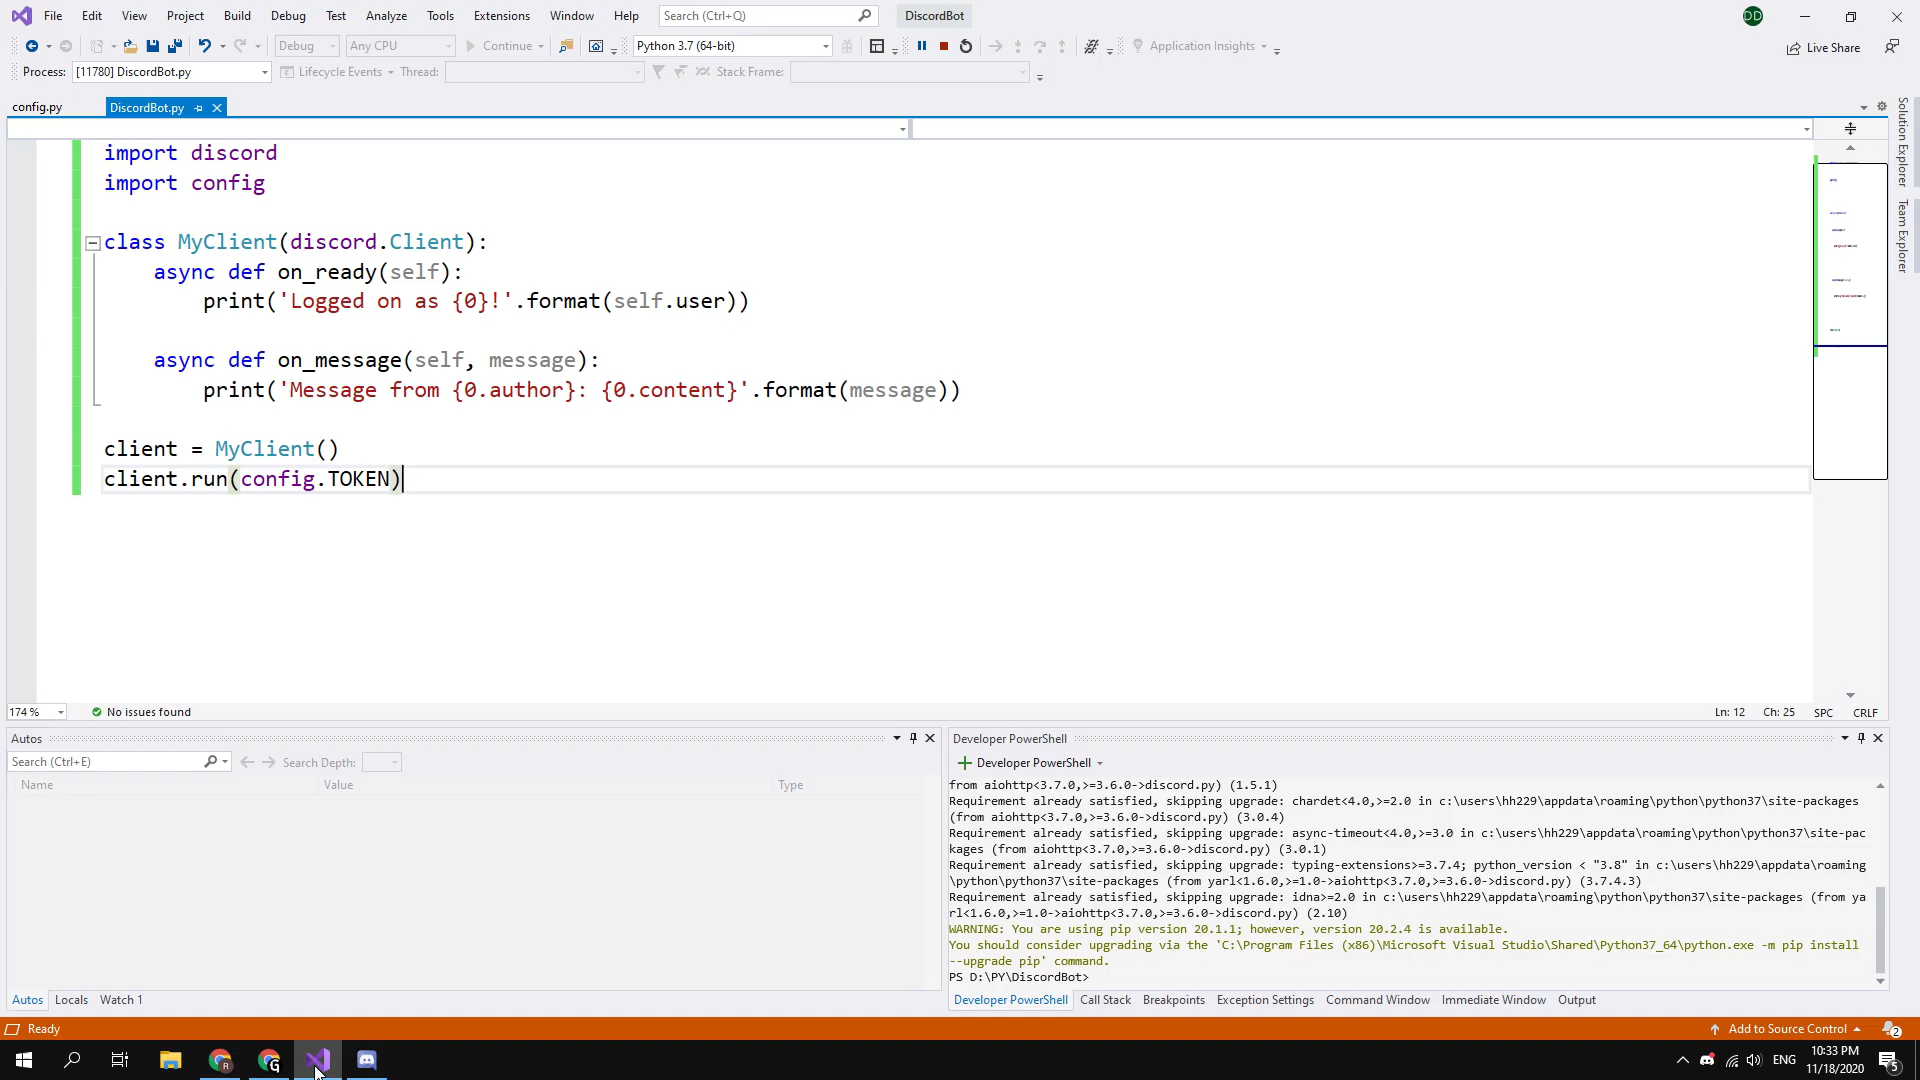 File Edit View Project Build Debug Test Analyze Tools Extensions Window Help Search (Ctrl+Q) DiscordBot DD
Debug Any CPU Continue Python 3.7 (64-bit) Application Insights Live Share
Process: [11780] DiscordBot.py Lifecycle Events Thread: Stack Frame:
config.py DiscordBot.py
Solution Explorer
Team Explorer
import discord
import config
class MyClient(discord.Client):
async def on_ready(self):
print('Logged on as {0}!'.format(self.user))
async def on_message(self, message):
print('Message from {0.author}: {0.content}'.format(message))
client = MyClient()
client.run(config.TOKEN)
174 % No issues found Ln: 12 Ch: 25 SPC CRLF
Autos
Search (Ctrl+E) Search Depth:
Name Value Type
Autos Locals Watch 1
Developer PowerShell
Developer PowerShell
from aiohttp<3.7.0,>=3.6.0->discord.py) (1.5.1)
Requirement already satisfied, skipping upgrade: chardet<4.0,>=2.0 in c:\users\hh229\appdata\roaming\python\python37\site-packages
(from aiohttp<3.7.0,>=3.6.0->discord.py) (3.0.4)
Requirement already satisfied, skipping upgrade: async-timeout<4.0,>=3.0 in c:\users\hh229\appdata\roaming\python\python37\site-pac
kages (from aiohttp<3.7.0,>=3.6.0->discord.py) (3.0.1)
Requirement already satisfied, skipping upgrade: typing-extensions>=3.7.4; python_version < "3.8" in c:\users\hh229\appdata\roaming
\python\python37\site-packages (from yarl<1.6.0,>=1.0->aiohttp<3.7.0,>=3.6.0->discord.py) (3.7.4.3)
Requirement already satisfied, skipping upgrade: idna>=2.0 in c:\users\hh229\appdata\roaming\python\python37\site-packages (from ya
rl<1.6.0,>=1.0->aiohttp<3.7.0,>=3.6.0->discord.py) (2.10)
WARNING: You are using pip version 20.1.1; however, version 20.2.4 is available.
You should consider upgrading via the 'C:\Program Files (x86)\Microsoft Visual Studio\Shared\Python37_64\python.exe -m pip install
--upgrade pip' command.
PS D:\PY\DiscordBot>
Developer PowerShell Call Stack Breakpoints Exception Settings Command Window Immediate Window Output
Ready Add to Source Control 2
R G ENG 10:33 PM 5
11/18/2020